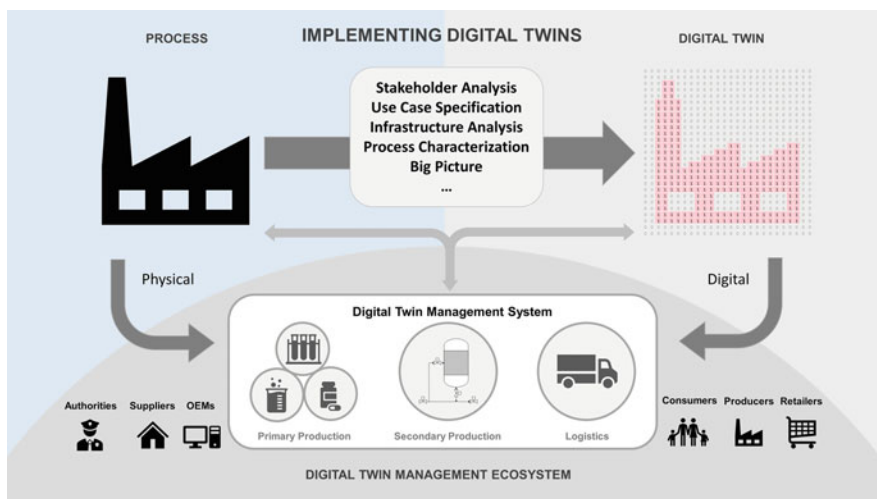 IMPLEMENTING DIGITAL TWINS
PROCESS
DIGITAL TWIN
Stakeholder Analysis
Use Case Specification
Infrastructure Analysis
Process Characterization
Big Picture
...
Physical
Digital
Digital Twin Management System
Primary Production
Secondary Production
Logistics
Authorities
Suppliers
OEMs
Consumers
Producers
Retailers
DIGITAL TWIN MANAGEMENT ECOSYSTEM